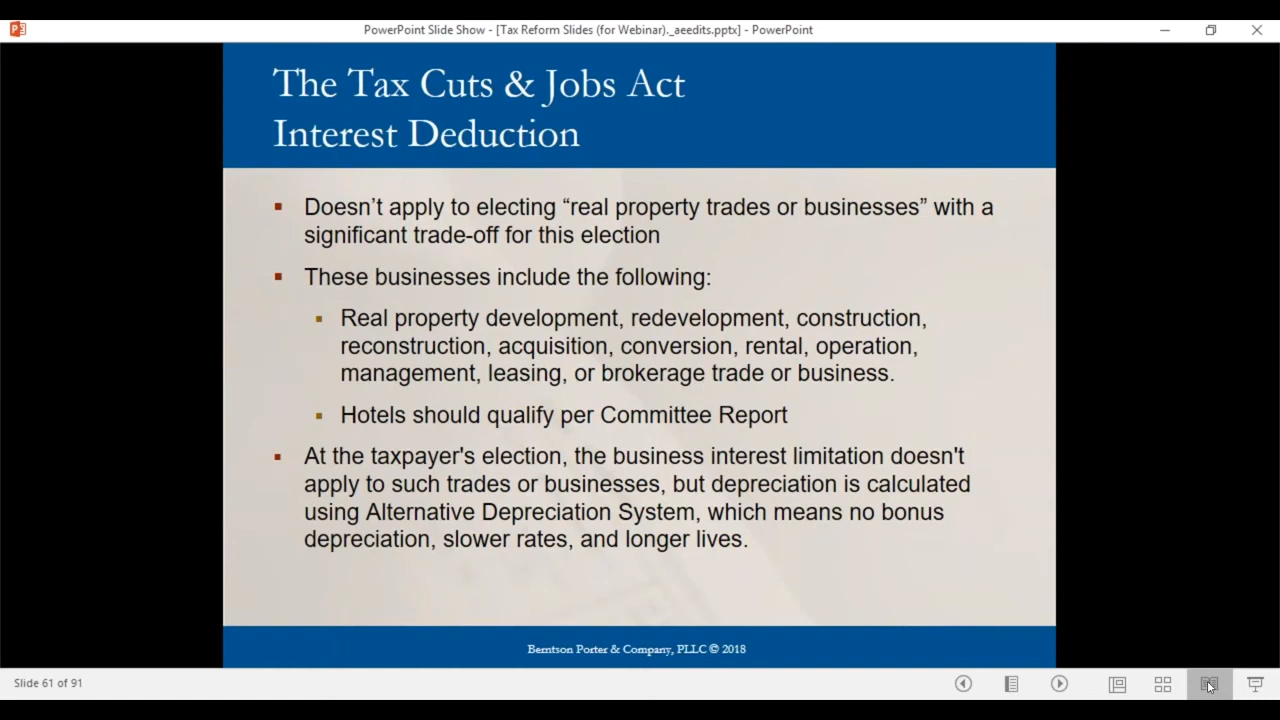 PowerPoint Slide Show - [Tax Reform Slides (for Webinar)._aeedits.pptx] - PowerPoint
The Tax Cuts & Jobs Act
Interest Deduction
▪ Doesn’t apply to electing “real property trades or businesses” with a
significant trade-off for this election
▪ These businesses include the following:
▪ Real property development, redevelopment, construction,
reconstruction, acquisition, conversion, rental, operation,
management, leasing, or brokerage trade or business.
▪ Hotels should qualify per Committee Report
▪ At the taxpayer's election, the business interest limitation doesn't
apply to such trades or businesses, but depreciation is calculated
using Alternative Depreciation System, which means no bonus
depreciation, slower rates, and longer lives.
Berntson Porter & Company, PLLC © 2018
Slide 61 of 91